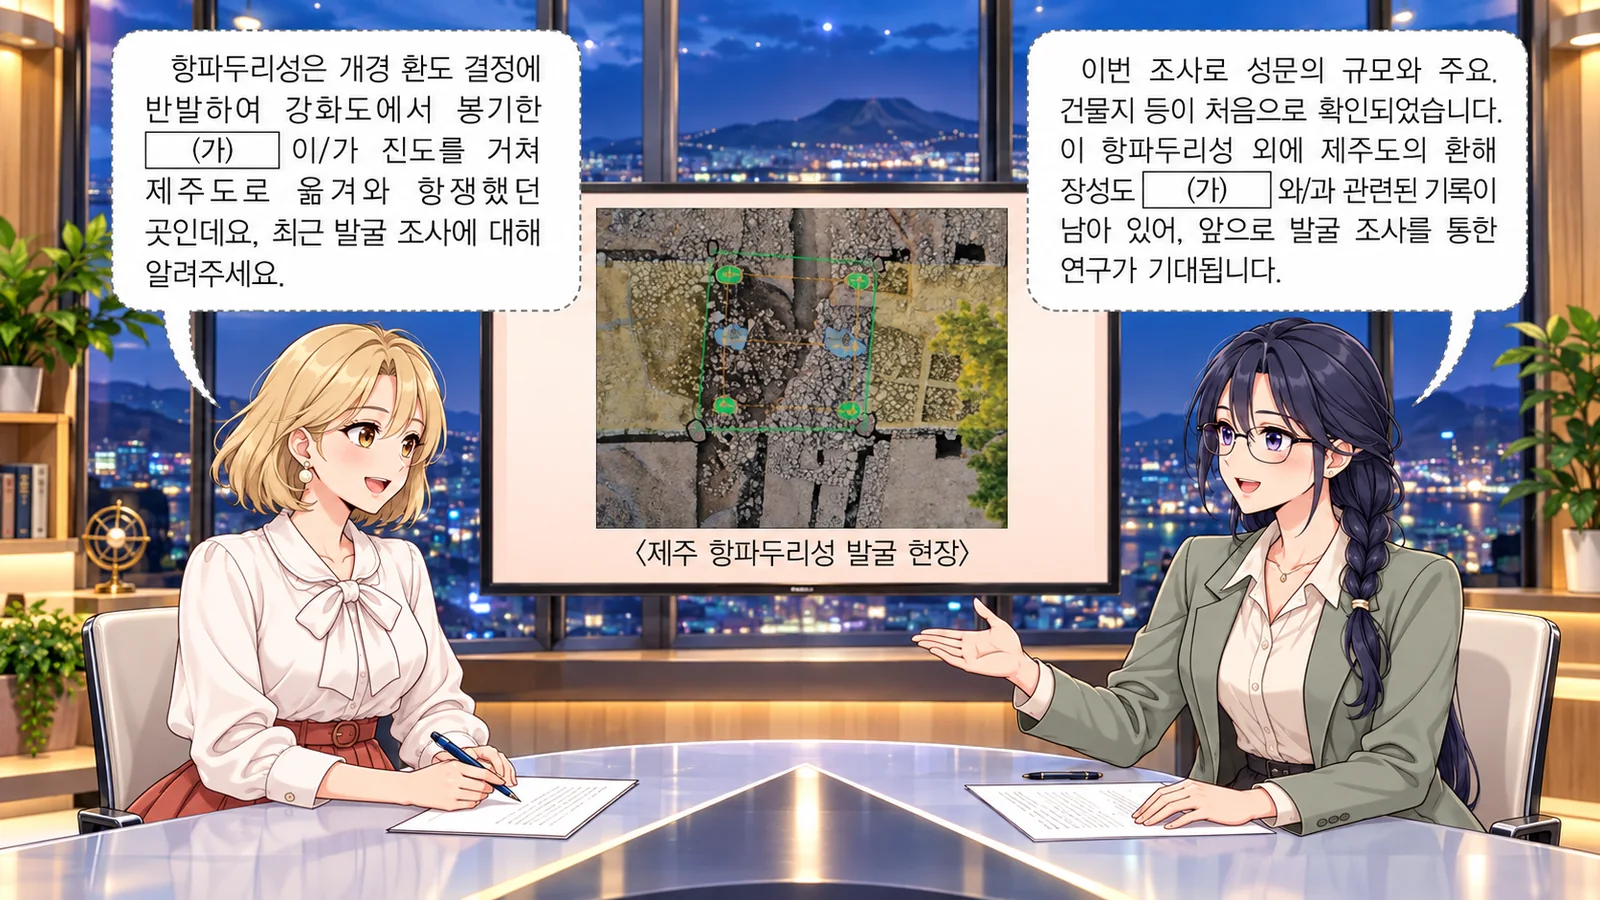 항파두리성은 개경 환도 결정에
반발하여 강화도에서 봉기한
(가) 이/가 진도를 거쳐
제주도로 옮겨와 항쟁했던
곳인데요, 최근 발굴 조사에 대해
알려주세요.
이번 조사로 성문의 규모와 주요.
건물지 등이 처음으로 확인되었습니다.
이 항파두리성 외에 제주도의 환해
장성도 (가) 와/과 관련된 기록이
남아 있어, 앞으로 발굴 조사를 통한
연구가 기대됩니다.
〈제주 항파두리성 발굴 현장〉